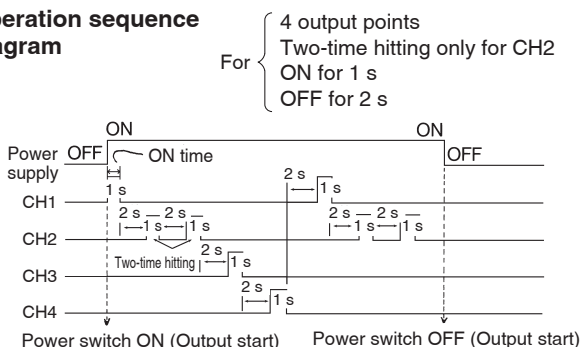 peration sequence
agram
For
4 output points
Two-time hitting only for CH2
ON for 1 s
OFF for 2 s
ON
ON
Power supply
OFF
ON time
OFF
1 s
2 s
1 s
CH1
2 s
2 s
1 s
1 s
2 s
2 s
1 s
1 s
CH2
Two-time hitting
2 s
1 s
CH3
2 s
1 s
CH4
Power switch ON (Output start)
Power switch OFF (Output start)